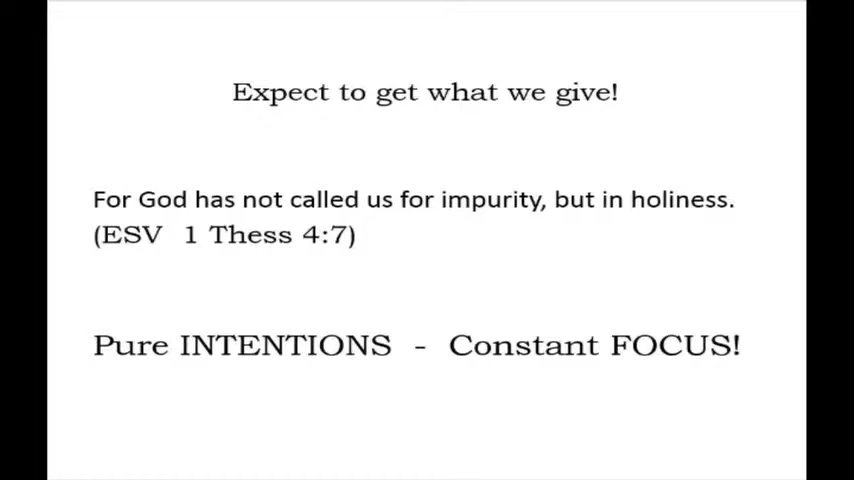 Expect to get what we give!
For God has not called us for impurity, but in holiness.
(ESV  1 Thess 4:7)
Pure INTENTIONS  -  Constant FOCUS!